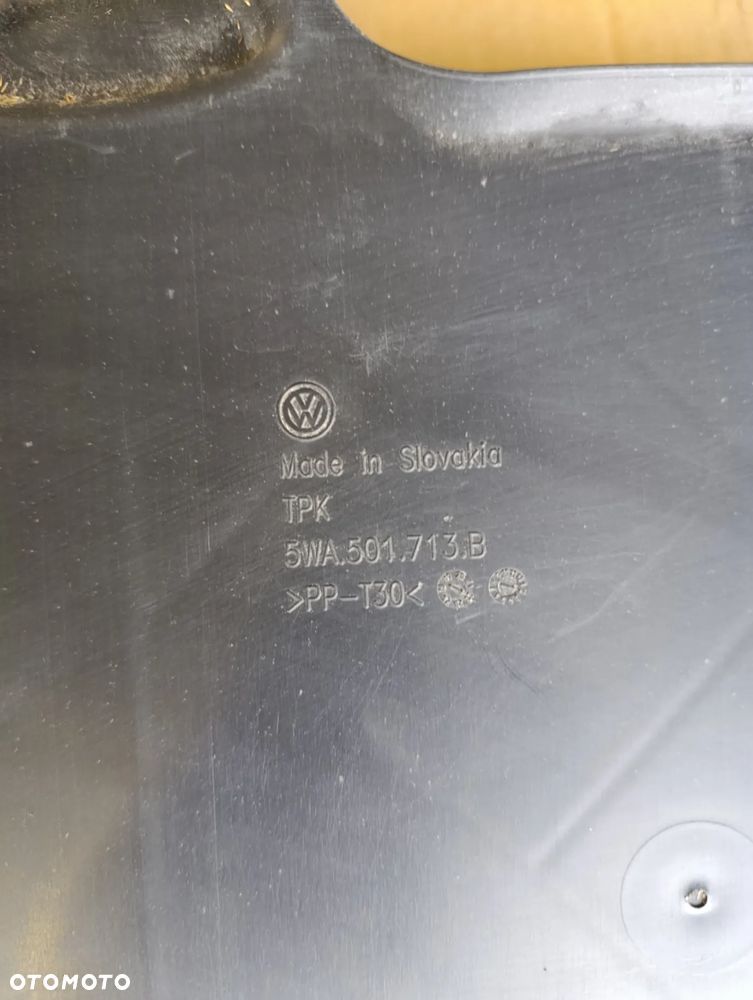 Made in Slovakia
TPK
5WA.501.713.B
>PP-T30<
OTOMOTO